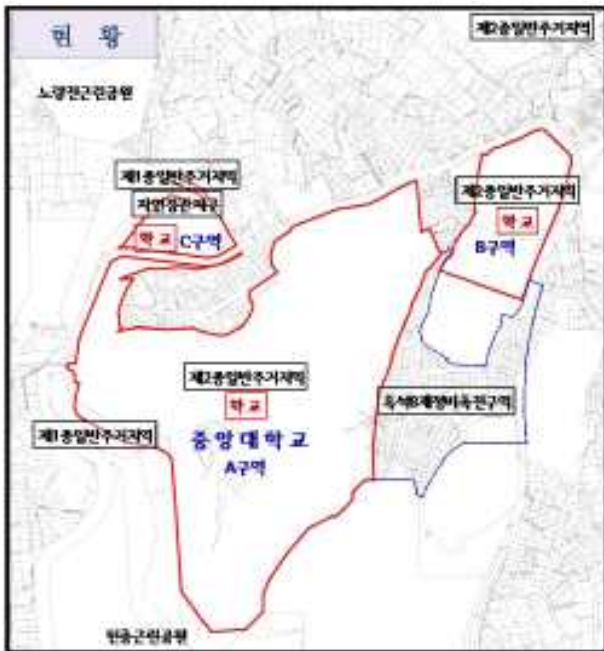 현 황
제2종일반주거지역
노량진근린공원
제1종일반주거지역
자연경관지구
학교 C구역
제2종일반주거지역
학교
B구역
제2종일반주거지역
학교
중앙대학교
A구역
흑석8재정비촉진구역
제1종일반주거지역
현충근린공원